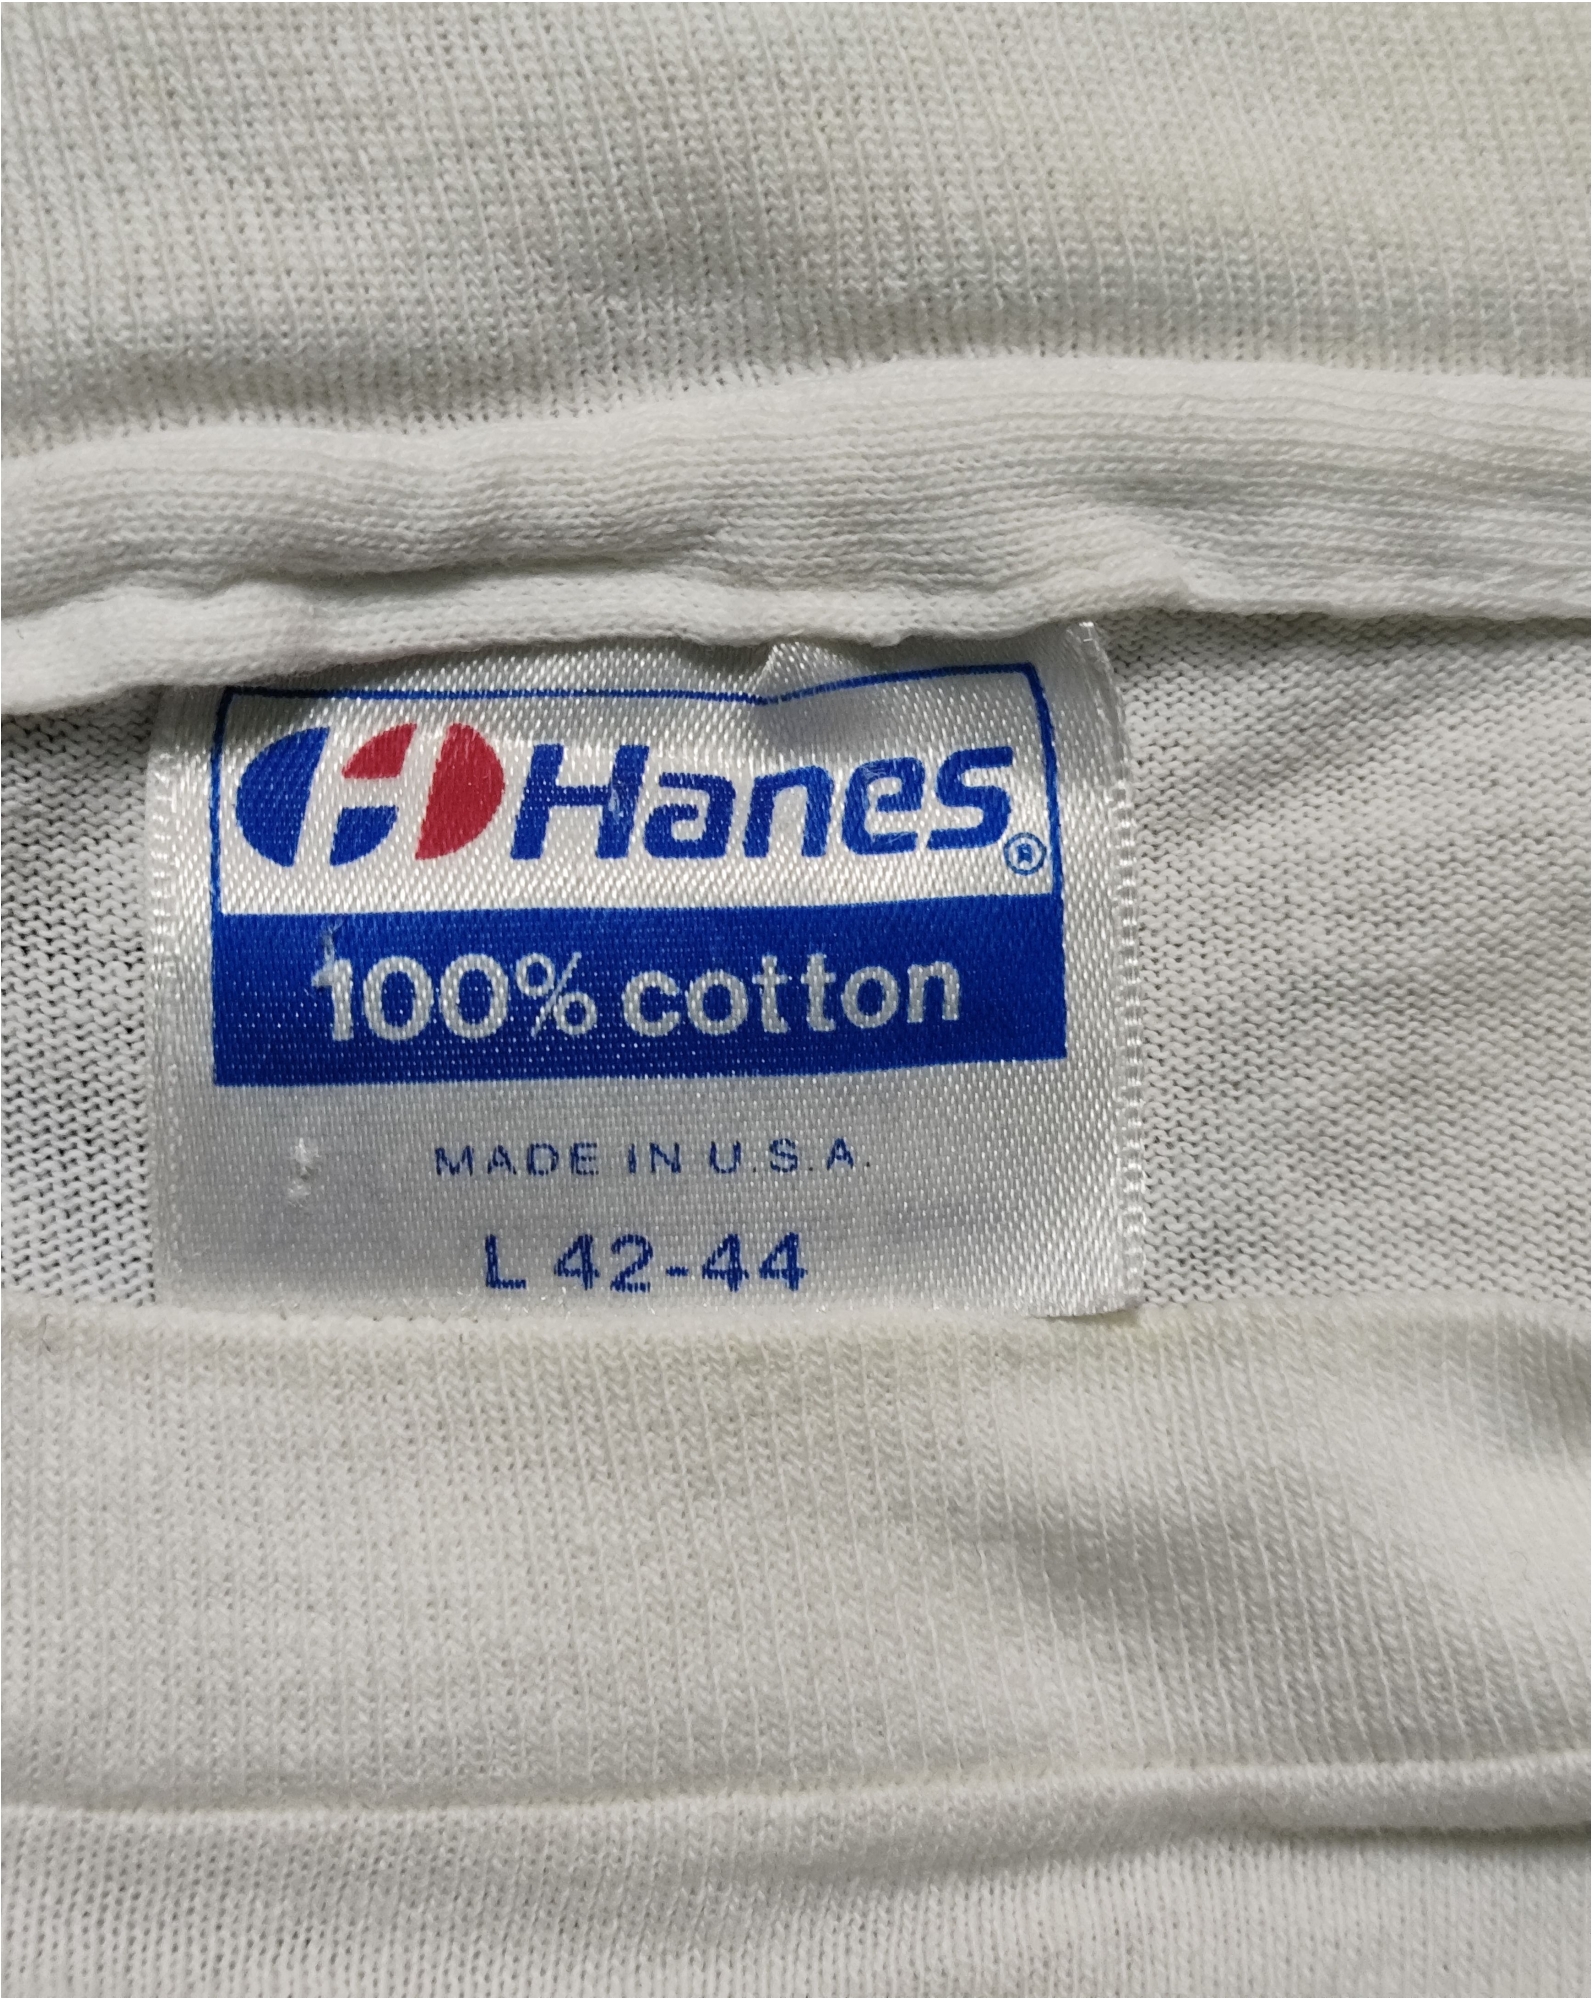 Hanes®
100% cotton
MADE IN U.S.A.
L 42-44